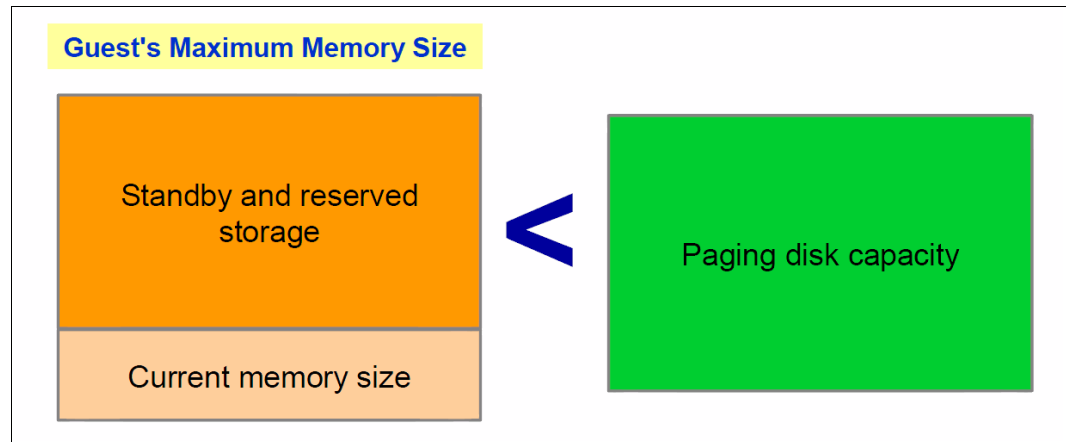 Guest's Maximum Memory Size
Standby and reserved
storage
<
Paging disk capacity
Current memory size